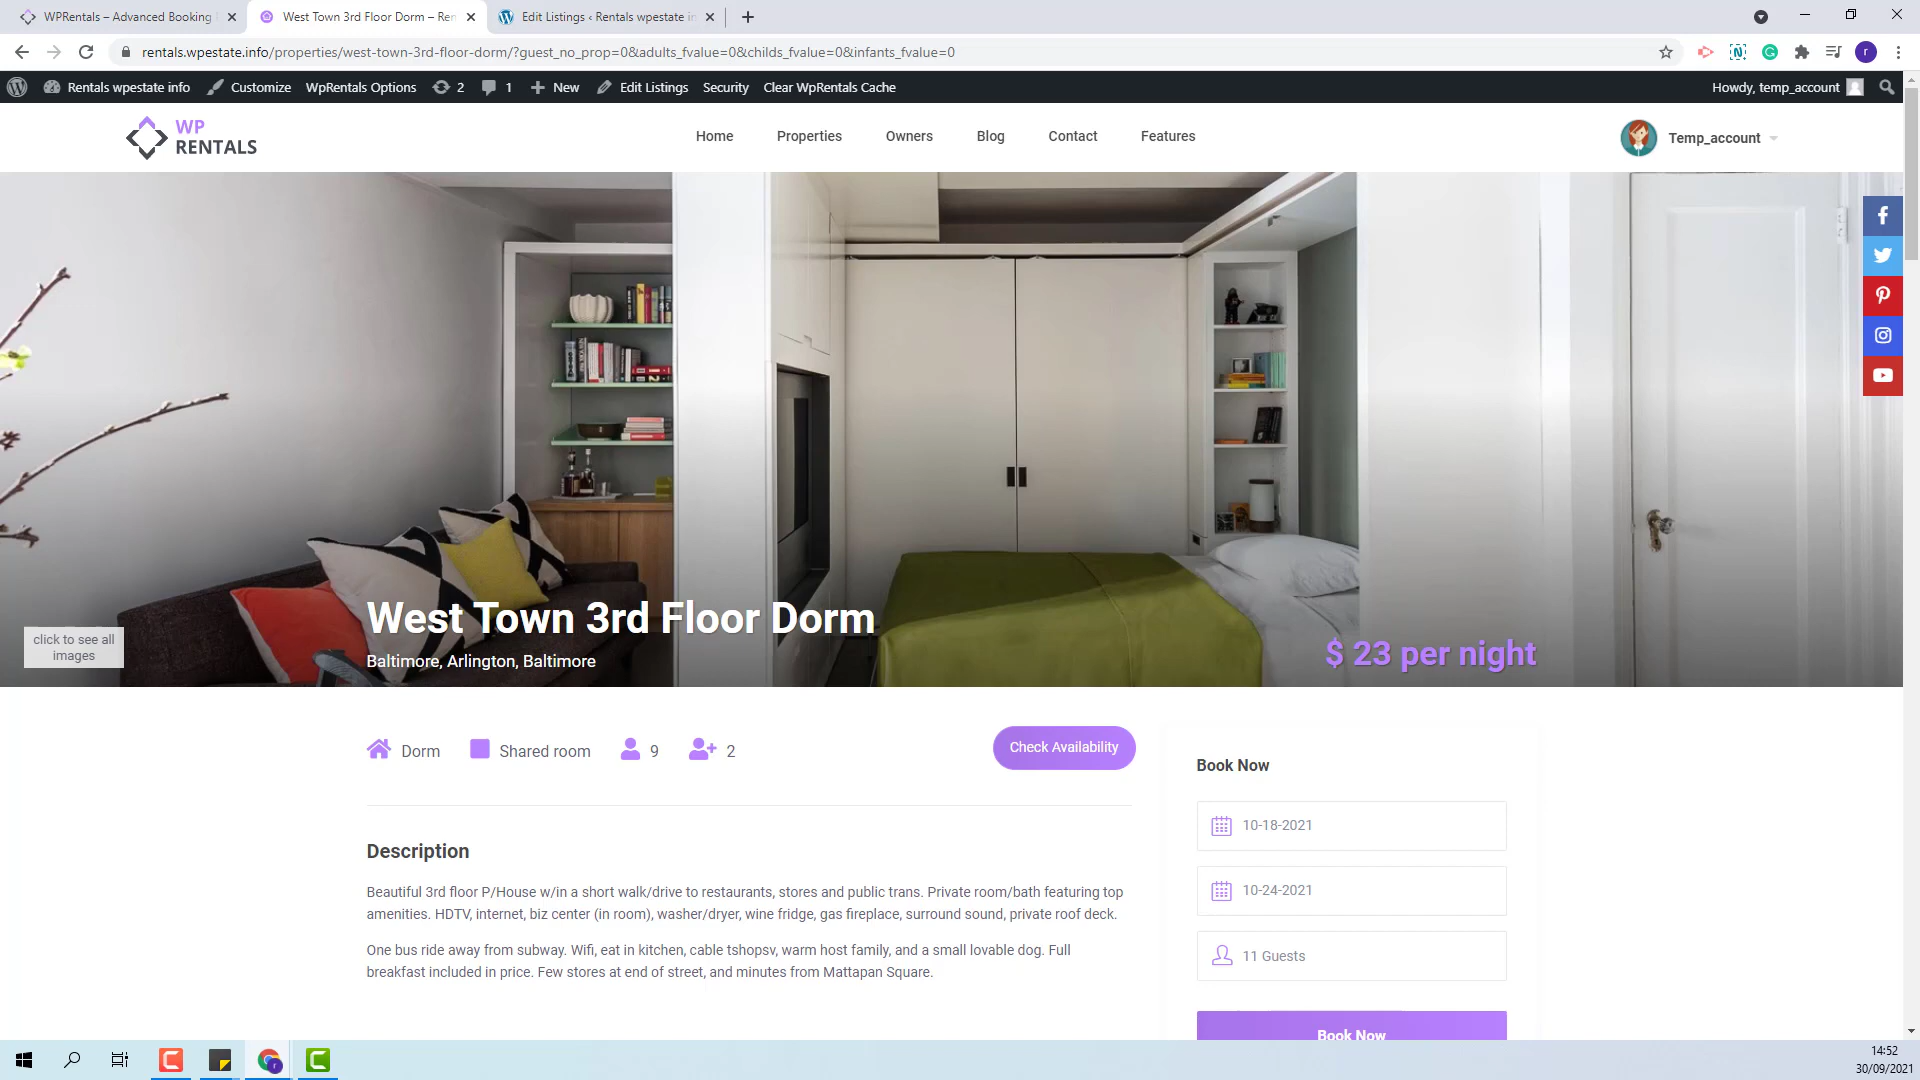 WPRentals – Advanced Booking
West Town 3rd Floor Dorm – Ren
Edit Listings ‹ Rentals wpestate in
rentals.wpestate.info/properties/west-town-3rd-floor-dorm/?guest_no_prop=0&adults_fvalue=0&childs_fvalue=0&infants_fvalue=0
r
Rentals wpestate info
Customize
WpRentals Options
2
1
New
Edit Listings
Security
Clear WpRentals Cache
Howdy, temp_account
WP
RENTALS
Home
Properties
Owners
Blog
Contact
Features
Temp_account
click to see all
images
West Town 3rd Floor Dorm
Baltimore, Arlington, Baltimore
$ 23 per night
Dorm
Shared room
9
2
Check Availability
Book Now
10-18-2021
10-24-2021
11 Guests
Book Now
Description
Beautiful 3rd floor P/House w/in a short walk/drive to restaurants, stores and public trans. Private room/bath featuring top
amenities. HDTV, internet, biz center (in room), washer/dryer, wine fridge, gas fireplace, surround sound, private roof deck.
One bus ride away from subway. Wifi, eat in kitchen, cable tshopsv, warm host family, and a small lovable dog. Full
breakfast included in price. Few stores at end of street, and minutes from Mattapan Square.
14:52
30/09/2021